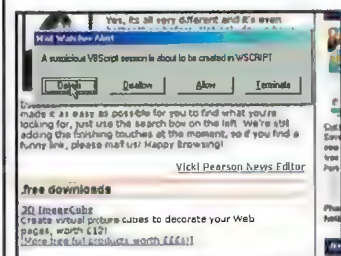 Yes, its all very different and it's even
Mail Watcher Alert
A suspicious VBScript session is about to be created in WSCRIPT
Details
Disallow
Allow
Terminate
made it as easy as possible for you to find what you're
looking for, just use the search box on the left. We're still
adding the finishing touches at the moment, so if you find a
funny link, please mail us! Happy Browsing!
Vicki Pearson News Editor
free downloads
3D ImageCube
Create virtual picture cubes to decorate your Web
pages, worth £12!
[More free full products worth £££s!]